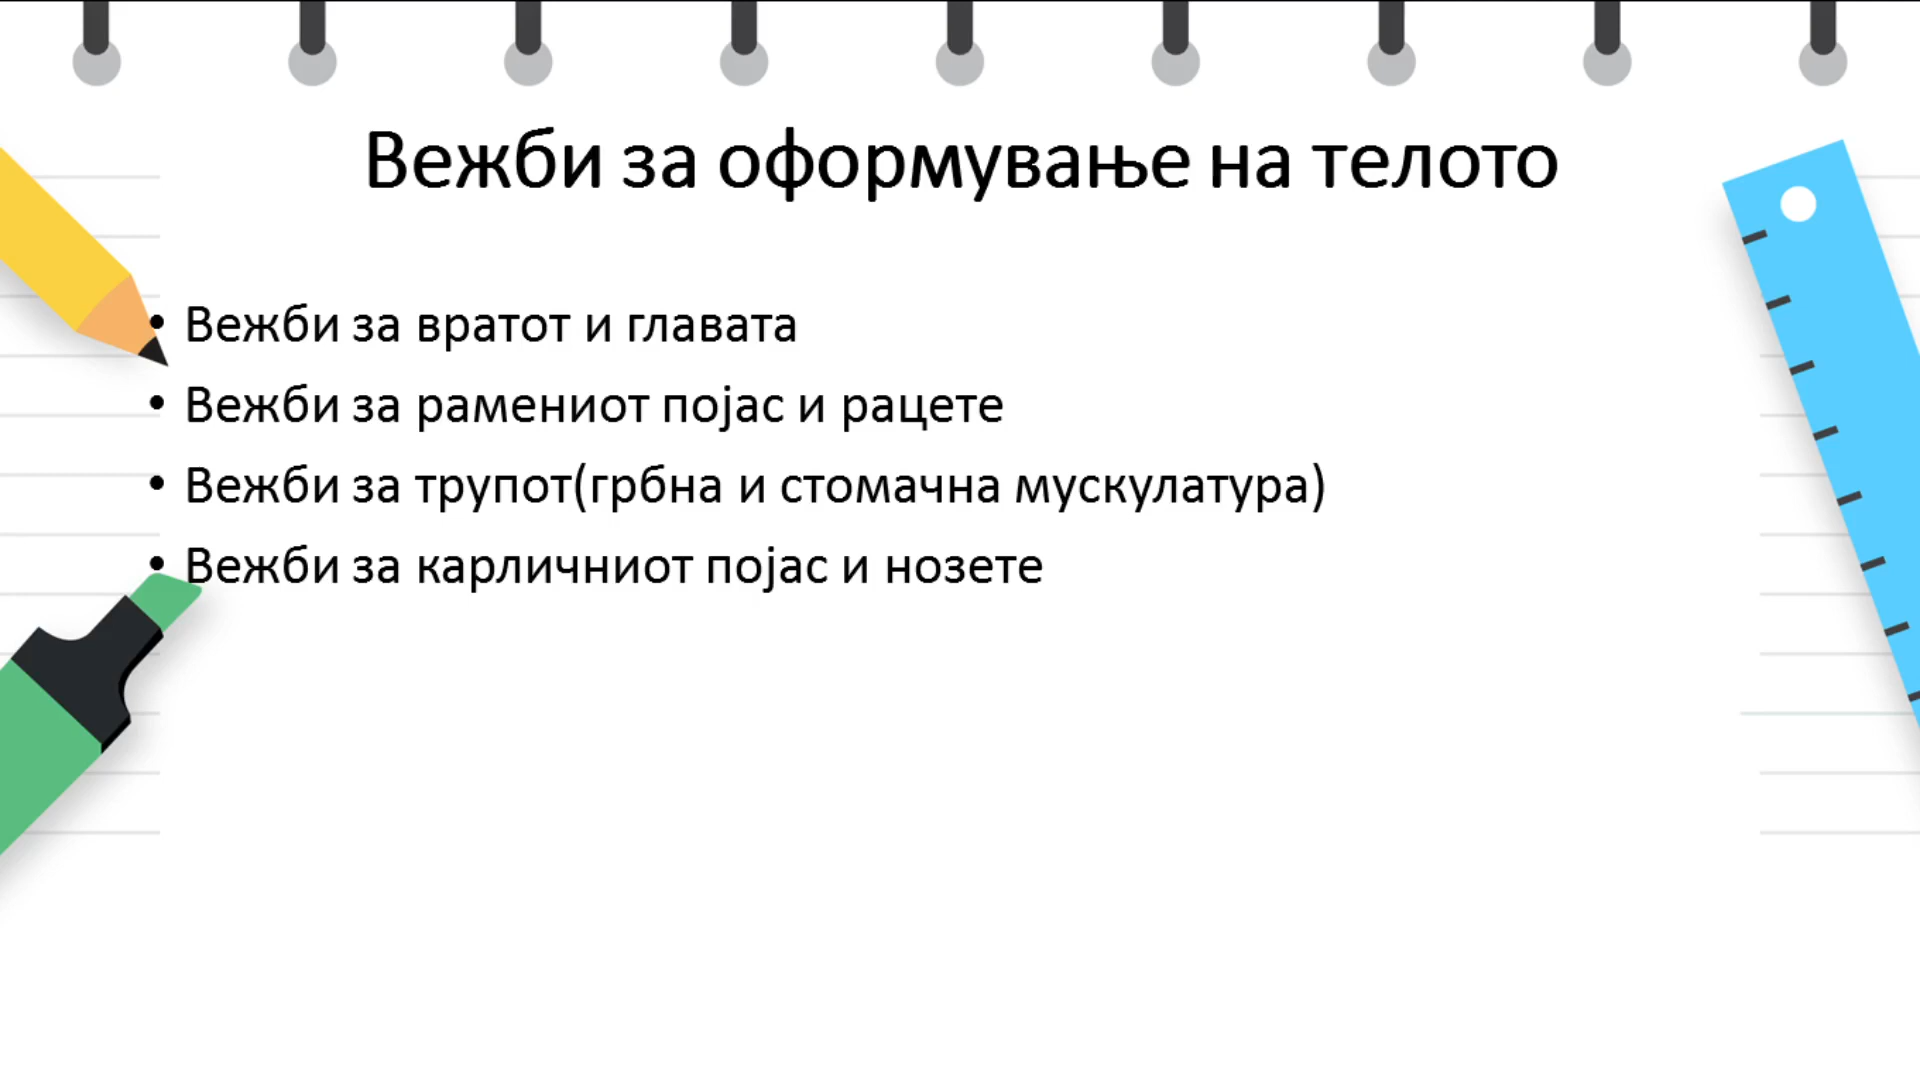 Вежби за оформување на телото
• Вежби за вратот и главата
• Вежби за рамениот појас и рацете
• Вежби за трупот(грбна и стомачна мускулатура)
• Вежби за карличниот појас и нозете